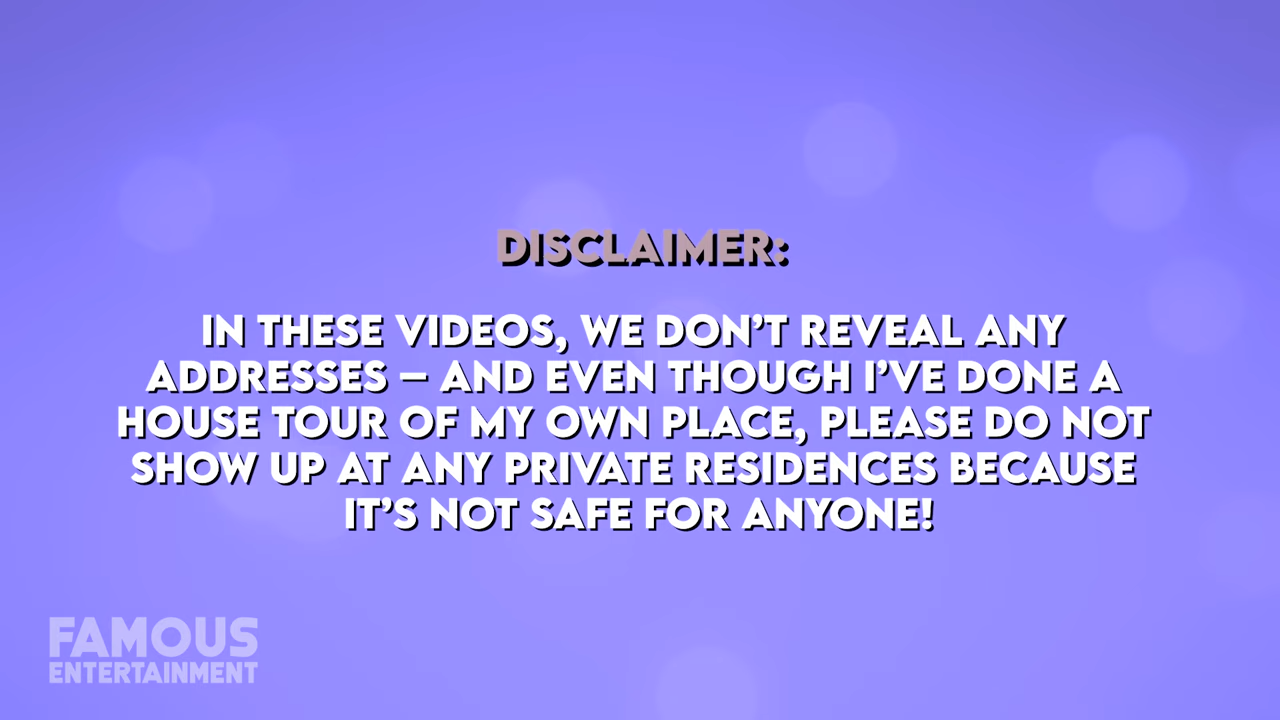 DISCLAIMER:
IN THESE VIDEOS, WE DON'T REVEAL ANY
ADDRESSES – AND EVEN THOUGH I'VE DONE A
HOUSE TOUR OF MY OWN PLACE, PLEASE DO NOT
SHOW UP AT ANY PRIVATE RESIDENCES BECAUSE
IT'S NOT SAFE FOR ANYONE!
FAMOUS
ENTERTAINMENT